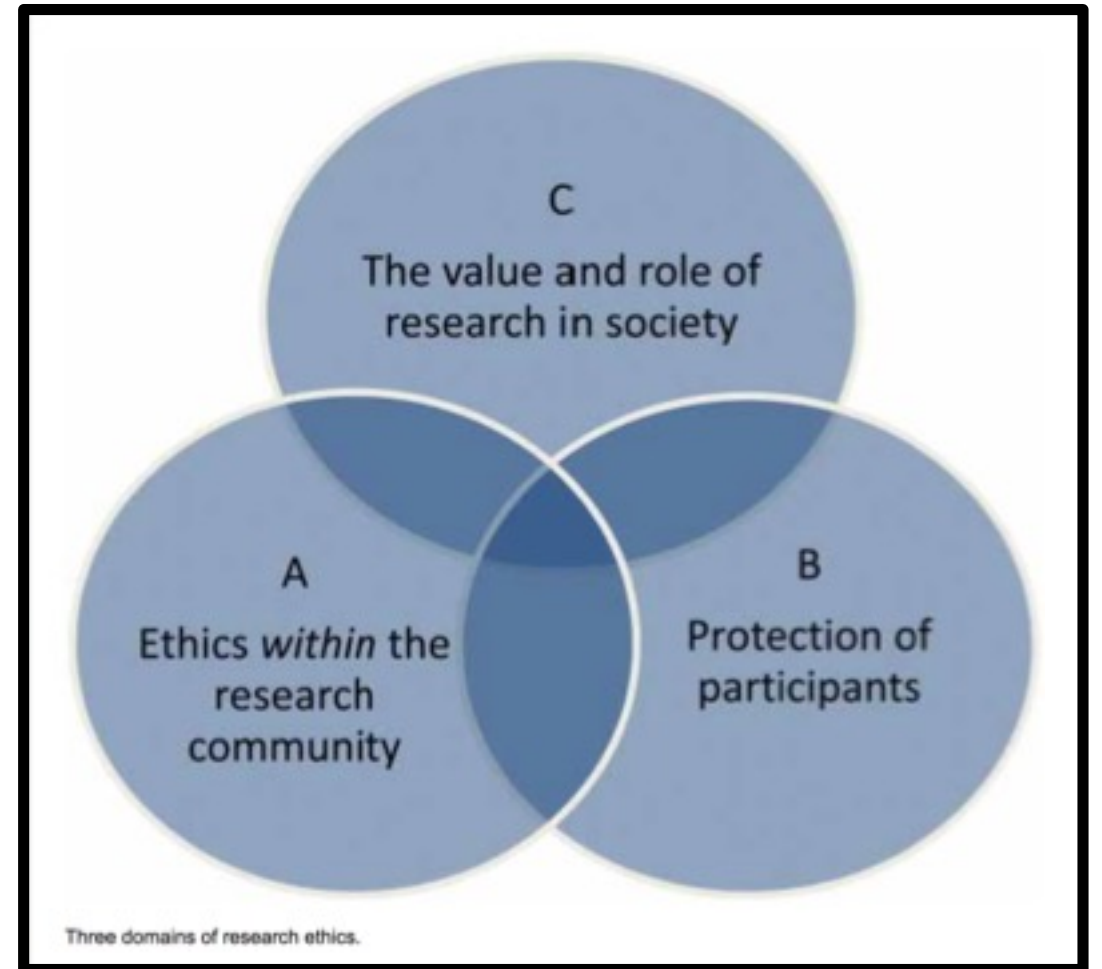 C
The value and role of
research in society
A
Ethics within the
research
community
B
Protection of
participants
Three domains of research ethics.